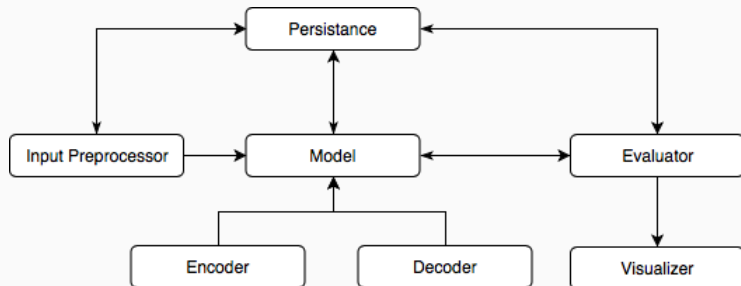 Persistance
Input Preprocessor
Model
Evaluator
Encoder
Decoder
Visualizer